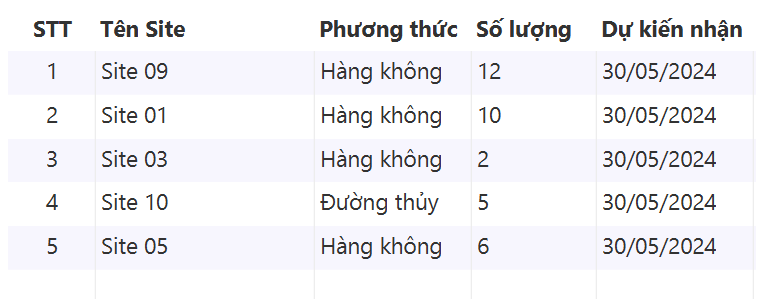 STT Tên Site Phương thức Số lượng Dự kiến nhận
1 Site 09 Hàng không 12 30/05/2024
2 Site 01 Hàng không 10 30/05/2024
3 Site 03 Hàng không 2 30/05/2024
4 Site 10 Đường thủy 5 30/05/2024
5 Site 05 Hàng không 6 30/05/2024